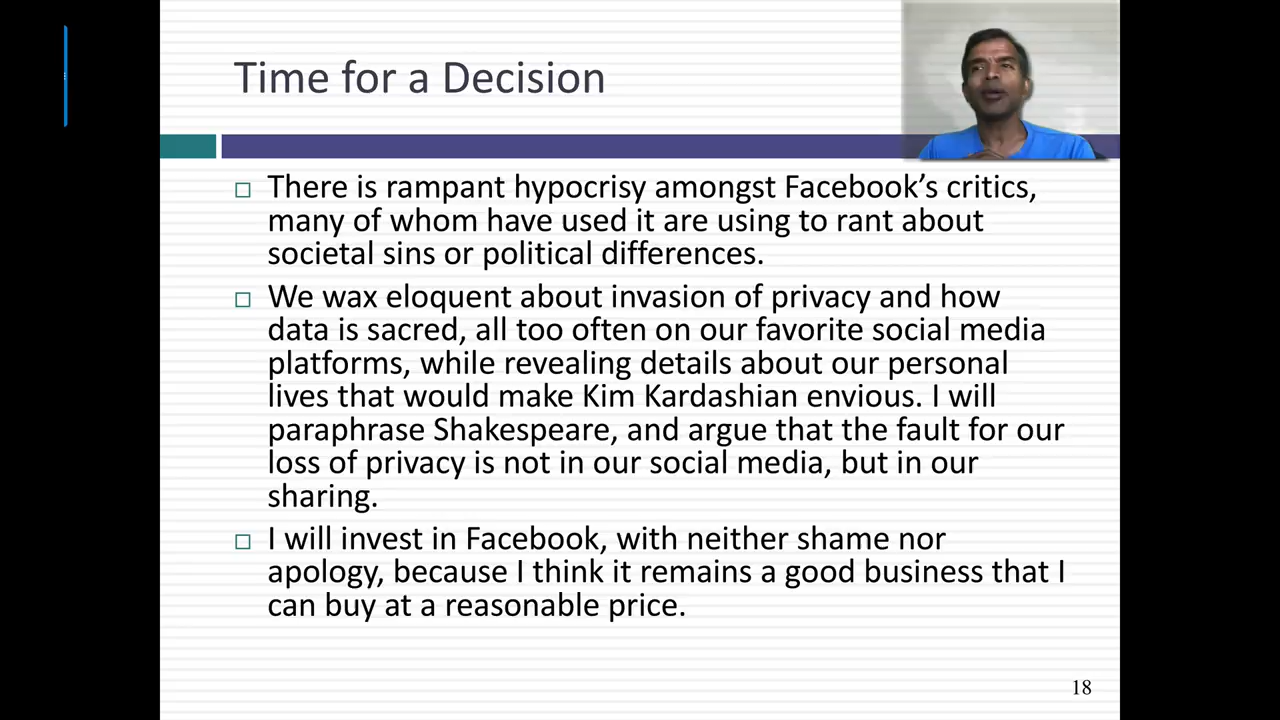 Time for a Decision
There is rampant hypocrisy amongst Facebook’s critics,
many of whom have used it are using to rant about
societal sins or political differences.
We wax eloquent about invasion of privacy and how
data is sacred, all too often on our favorite social media
platforms, while revealing details about our personal
lives that would make Kim Kardashian envious. I will
paraphrase Shakespeare, and argue that the fault for our
loss of privacy is not in our social media, but in our
sharing.
I will invest in Facebook, with neither shame nor
apology, because I think it remains a good business that I
can buy at a reasonable price.
18